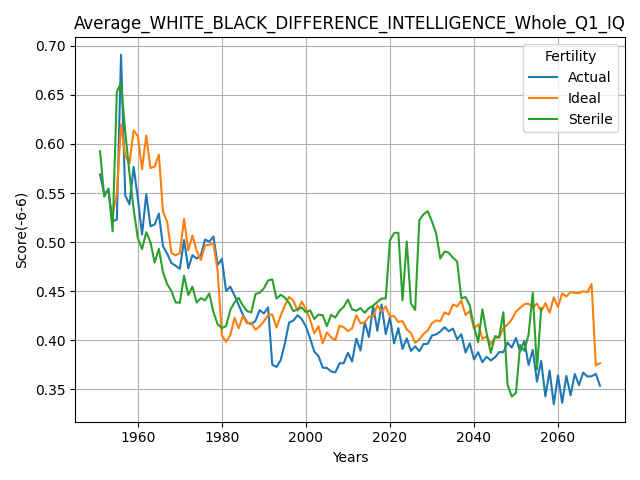 Average_WHITE_BLACK_DIFFERENCE_INTELLIGENCE_Whole_Q1_IQ
Fertility
Actual
Ideal
Sterile
Score(-6-6)
0.70
0.65
0.60
0.55
0.50
0.45
0.40
0.35
1960 1980 2000 2020 2040 2060
Years